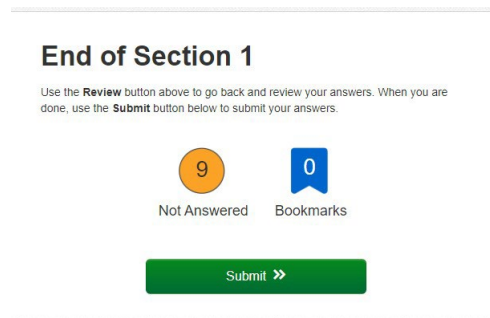 End of Section 1
Use the Review button above to go back and review your answers. When you are
done, use the Submit button below to submit your answers.
9
0
Not Answered
Bookmarks
Submit »